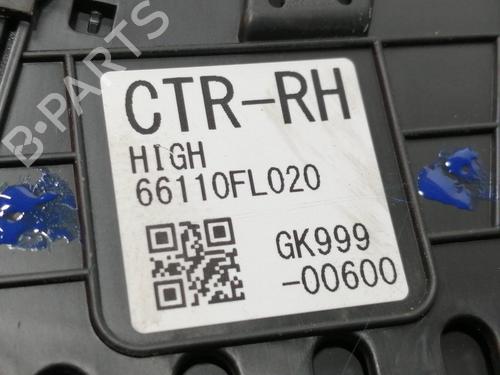 CTR-RH
HIGH
66110FL020
GK999
-00600
B-PARTS